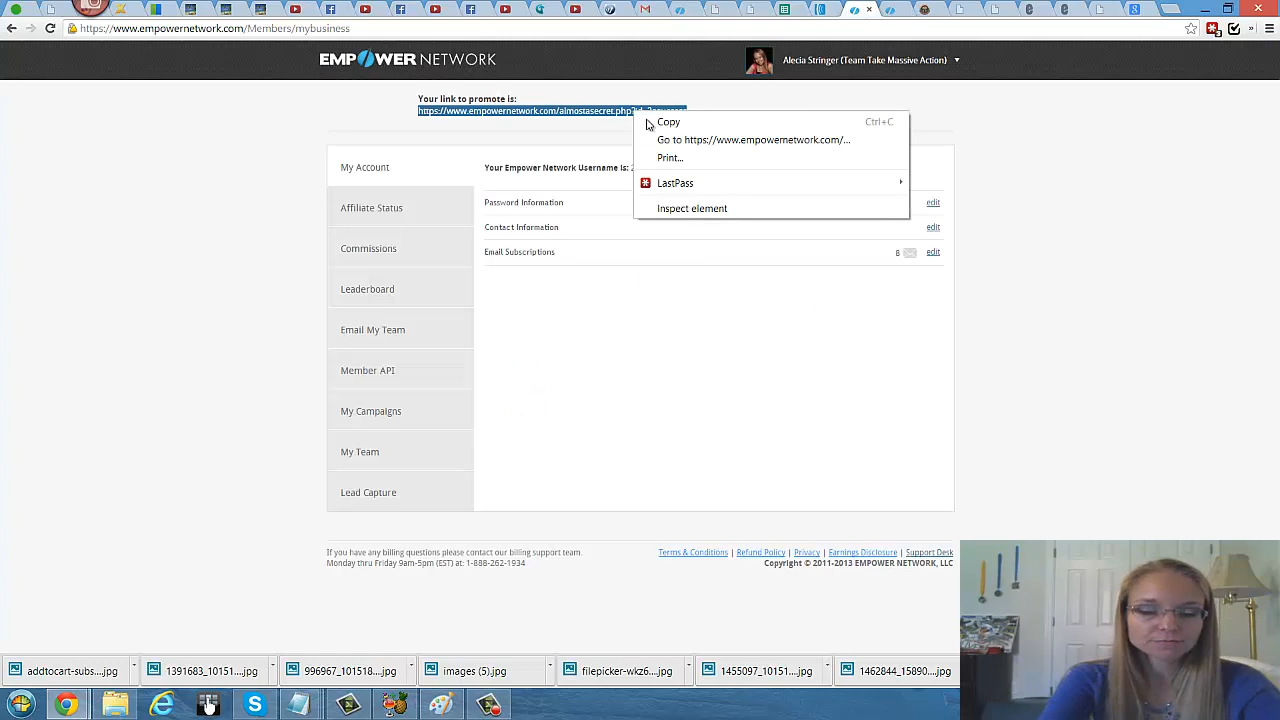 https://www.empowernetwork.com/Members/mybusiness
EMPOWER NETWORK
Alecia Stringer (Team Take Massive Action)
Your link to promote is:
https://www.empowernetwork.com/almostasecret.php?id=
Copy Ctrl+C
Go to https://www.empowernetwork.com/...
Print...
LastPass
Inspect element
My Account
Your Empower Network Username is:
Affiliate Status
Password Information edit
Contact Information edit
Commissions
Email Subscriptions 8 edit
Leaderboard
Email My Team
Member API
My Campaigns
My Team
Lead Capture
If you have any billing questions please contact our billing support team.
Monday thru Friday 9am-5pm (EST) at: 1-888-262-1934
Terms & Conditions | Refund Policy | Privacy | Earnings Disclosure | Support Desk
Copyright © 2011-2013 EMPOWER NETWORK, LLC
addtocart-subs....jpg
1391683_10151....jpg
996967_101518....jpg
images (5).jpg
filepicker-wkz6....jpg
1455097_10151....jpg
1462844_15890....jpg